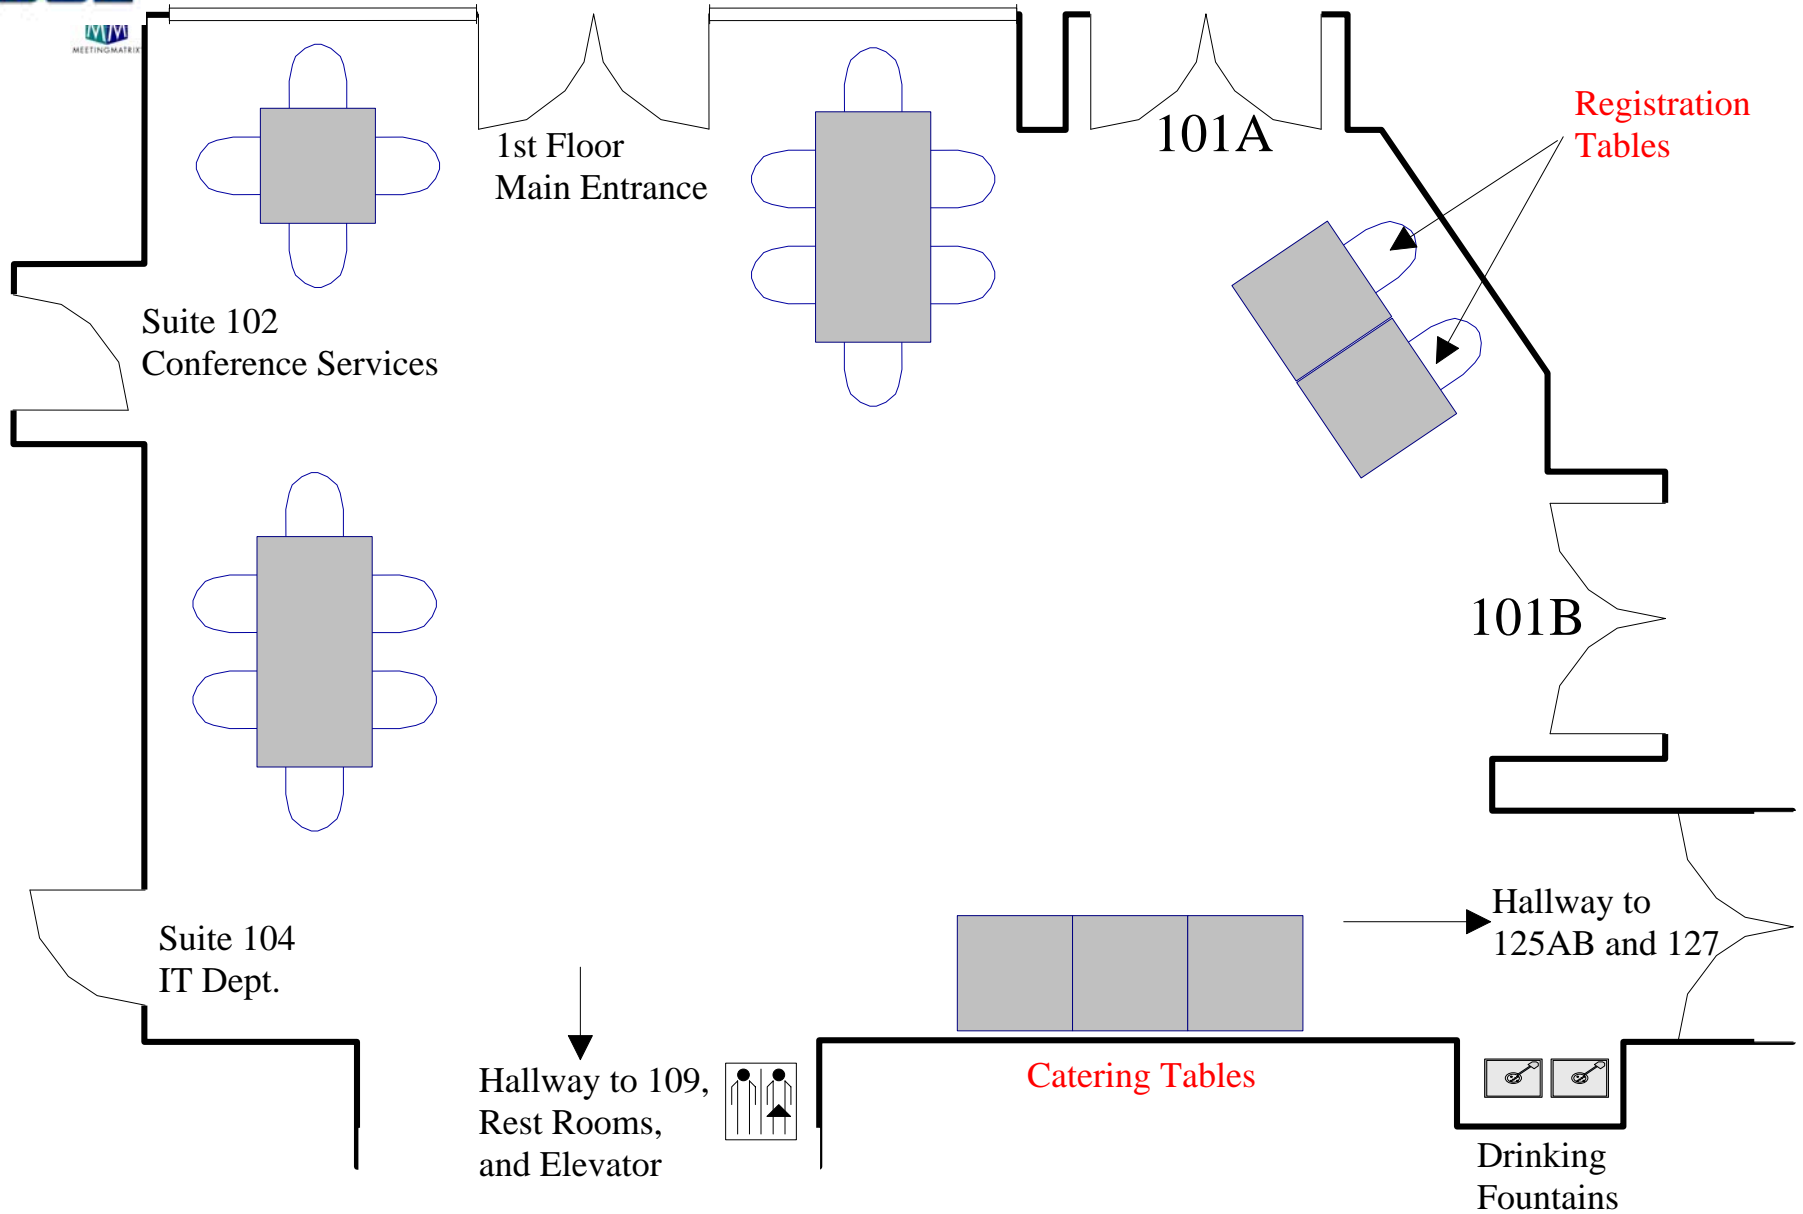 MEETINGMATRIX
1st Floor
Main Entrance
101A
Registration
Tables
Suite 102
Conference Services
101B
Suite 104
IT Dept.
Hallway to
125AB and 127
Hallway to 109,
Rest Rooms,
and Elevator
Catering Tables
Drinking
Fountains